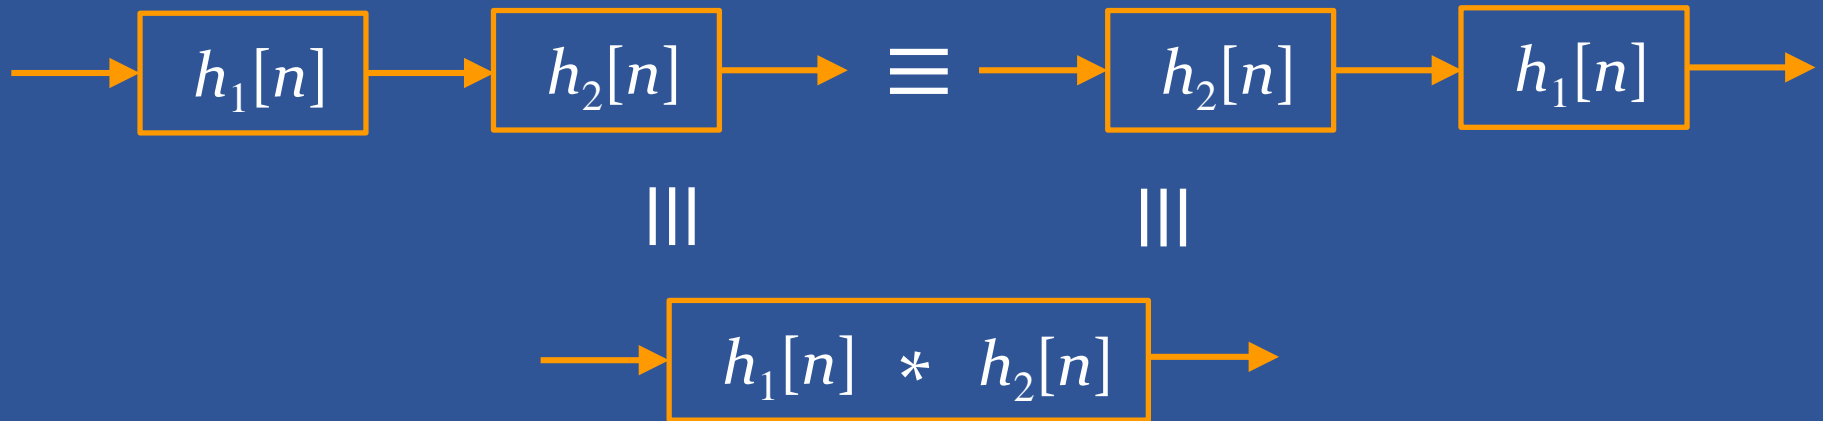 h₁[n] h₂[n] ≡ h₂[n] h₁[n]
≡ ≡
h₁[n] * h₂[n]